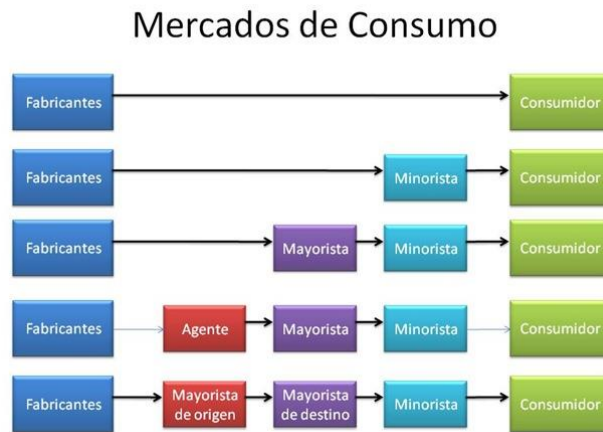 Mercados de Consumo
Fabricantes Consumidor
Fabricantes Minorista Consumidor
Fabricantes Mayorista Minorista Consumidor
Fabricantes Agente Mayorista Minorista Consumidor
Fabricantes Mayorista de origen Mayorista de destino Minorista Consumidor